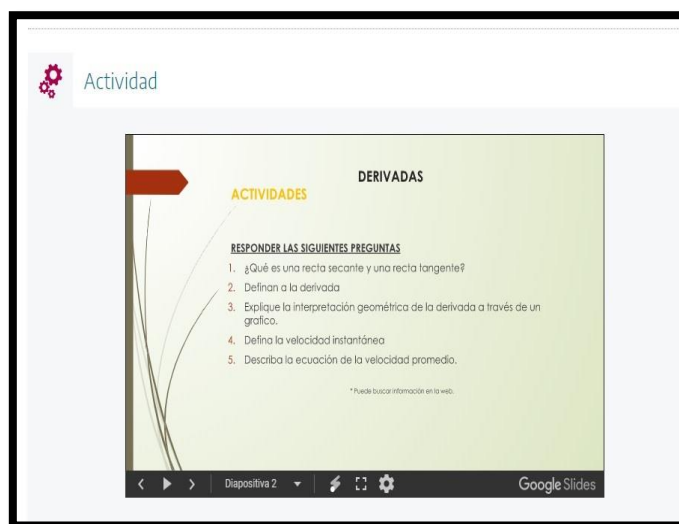 Actividad
DERIVADAS
ACTIVIDADES
RESPONDER LAS SIGUIENTES PREGUNTAS
1. ¿Qué es una recta secante y una recta tangente?
2. Definan a la derivada
3. Explique la interpretación geométrica de la derivada a través de un
grafico.
4. Defina la velocidad instantánea
5. Describa la ecuación de la velocidad promedio.
* Puede buscar información en la web.
Diapositiva 2
Google Slides